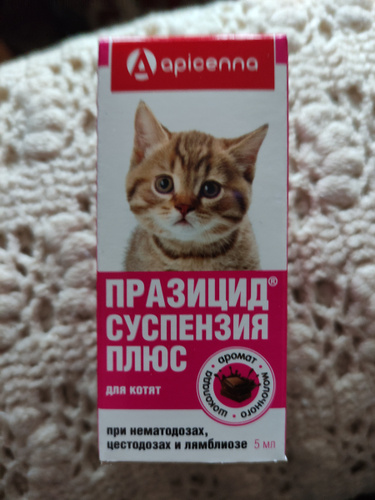 apicenna
ПРАЗИЦИД®
СУСПЕНЗИЯ
ПЛЮС
для котят
аромат молочного шоколада
при нематодозах,
цестодозах и лямблиозе 5 мл